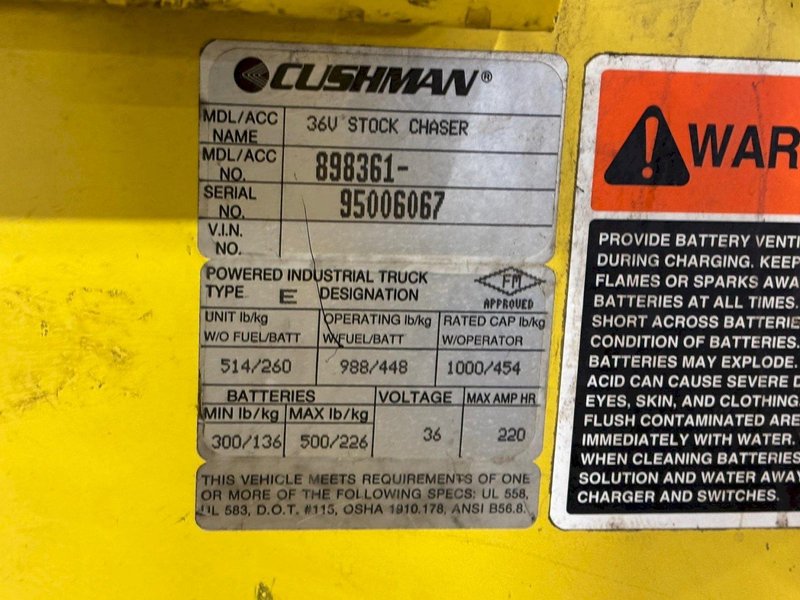 CUSHMAN®
MDL/ACC NAME 36V STOCK CHASER
MDL/ACC NO. 898361-
SERIAL NO. 95006067
V.I.N. NO.
POWERED INDUSTRIAL TRUCK
TYPE E DESIGNATION
FM
APPROVED
UNIT lb/kg W/O FUEL/BATT
OPERATING lb/kg W/FUEL/BATT
RATED CAP lb/kg W/OPERATOR
514/260 988/448 1000/454
BATTERIES VOLTAGE MAX AMP HR
MIN lb/kg MAX lb/kg
300/136 500/226 36 220
THIS VEHICLE MEETS REQUIREMENTS OF ONE
OR MORE OF THE FOLLOWING SPECS: UL 558,
UL 583, D.O.T. #115, OSHA 1910.178, ANSI B56.8.
WAR
PROVIDE BATTERY VENTI
DURING CHARGING. KEEP
FLAMES OR SPARKS AWA
BATTERIES AT ALL TIMES.
SHORT ACROSS BATTERIE
CONDITION OF BATTERIES.
BATTERIES MAY EXPLODE.
ACID CAN CAUSE SEVERE D
EYES, SKIN, AND CLOTHING.
FLUSH CONTAMINATED ARE
IMMEDIATELY WITH WATER.
WHEN CLEANING BATTERIES
SOLUTION AND WATER AWAY
CHARGER AND SWITCHES.